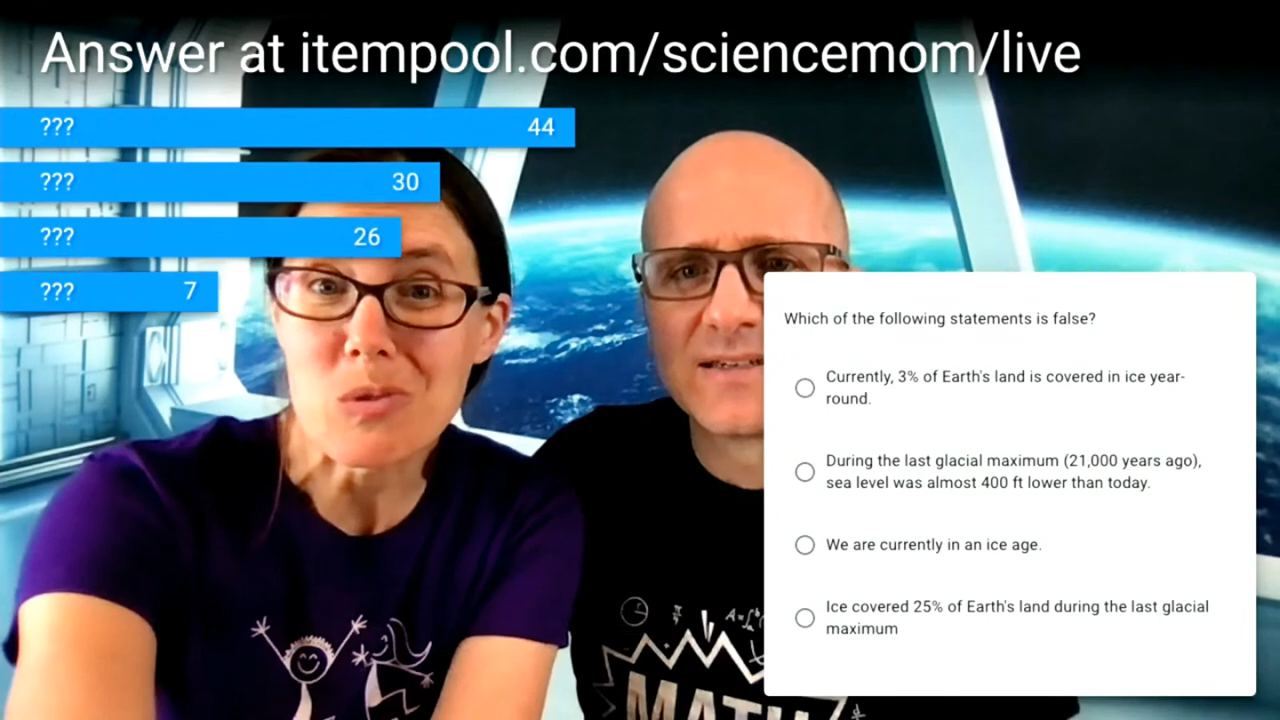 Answer at itempool.com/sciencemom/live
??? 44
??? 30
??? 26
??? 7
Which of the following statements is false?
Currently, 3% of Earth's land is covered in ice year-
round.
During the last glacial maximum (21,000 years ago),
sea level was almost 400 ft lower than today.
We are currently in an ice age.
Ice covered 25% of Earth's land during the last glacial
maximum
MATH